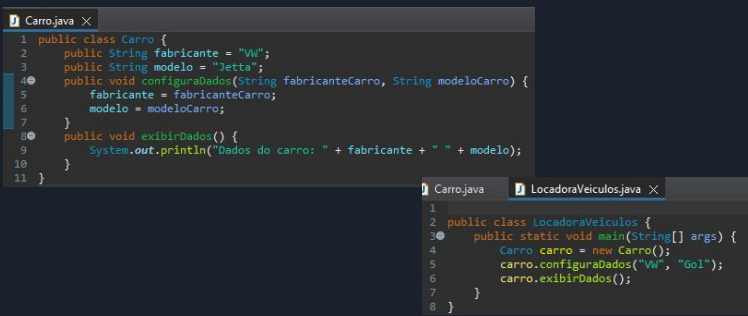 Carro.java
1 public class Carro {
2 public String fabricante = "VW";
3 public String modelo = "Jetta";
4 public void configuraDados(String fabricanteCarro, String modeloCarro) {
5 fabricante = fabricanteCarro;
6 modelo = modeloCarro;
7 }
8 public void exibirDados() {
9 System.out.println("Dados do carro: " + fabricante + " " + modelo);
10 }
11 }
Carro.java LocadoraVeiculos.java
1
2 public class LocadoraVeiculos {
3 public static void main(String[] args) {
4 Carro carro = new Carro();
5 carro.configuraDados("VW", "Gol");
6 carro.exibirDados();
7 }
8 }